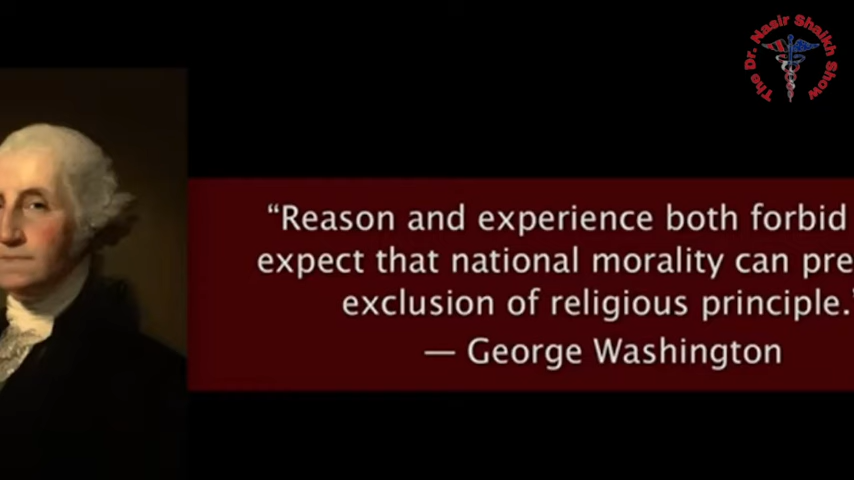 The Dr. Nasir Shaikh Show
“Reason and experience both forbid
expect that national morality can pre
exclusion of religious principle.”
— George Washington